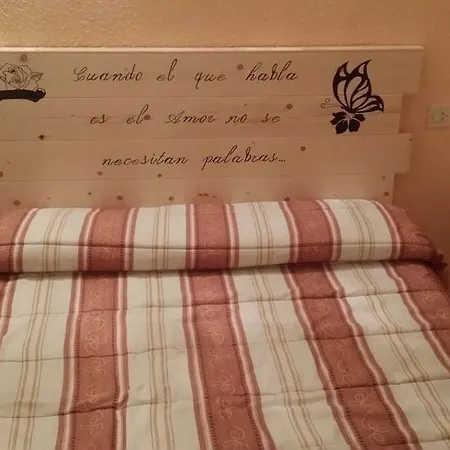 Cuando el que habla
es el Amor no se
necesitan palabras...